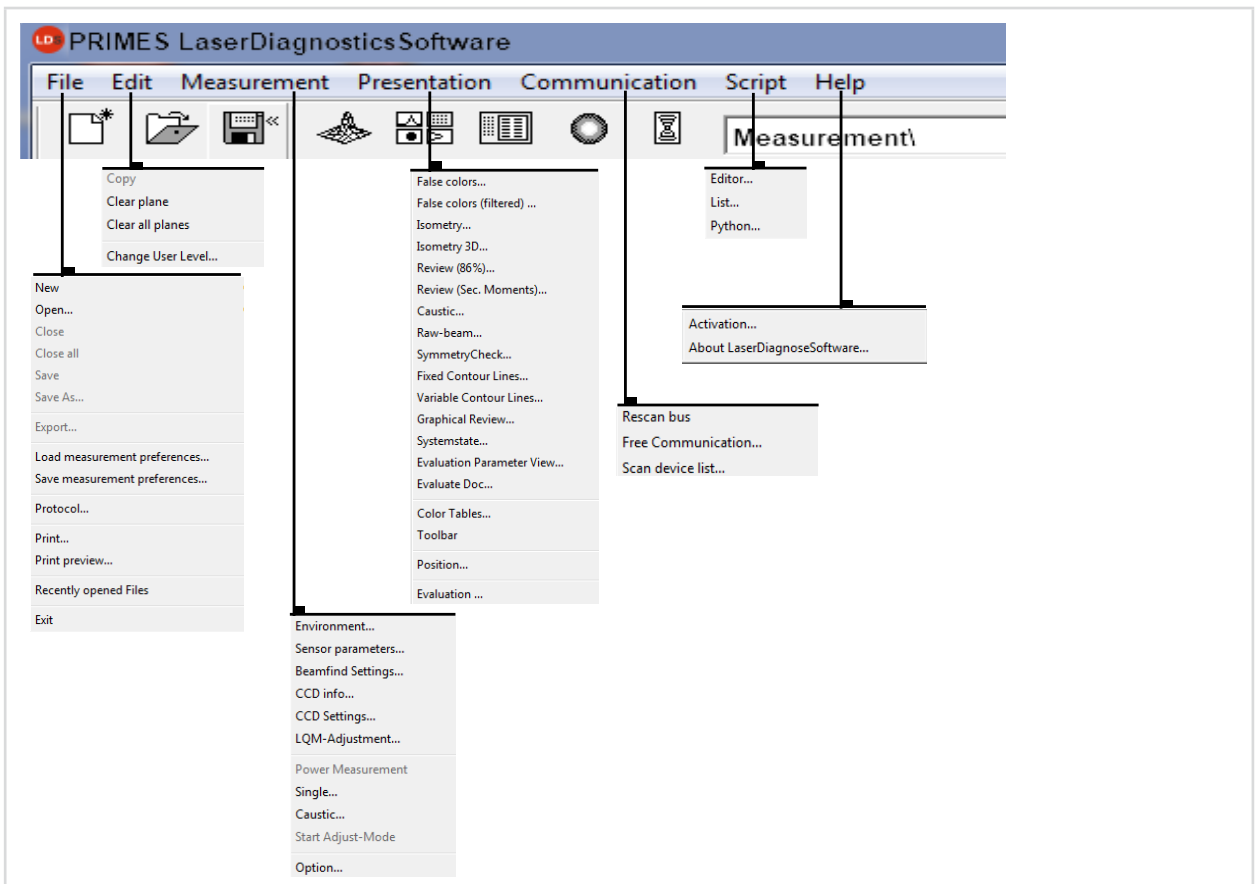 LDS PRIMES LaserDiagnosticsSoftware
File Edit Measurement Presentation Communication Script Help
Measurement\
Copy
Clear plane
Clear all planes
Change User Level...
New
Open...
Close
Close all
Save
Save As...
Export...
Load measurement preferences...
Save measurement preferences...
Protocol...
Print...
Print preview...
Recently opened Files
Exit
Environment...
Sensor parameters...
Beamfind Settings...
CCD info...
CCD Settings...
LQM-Adjustment...
Power Measurement
Single...
Caustic...
Start Adjust-Mode
Option...
False colors...
False colors (filtered) ...
Isometry...
Isometry 3D...
Review (86%)...
Review (Sec. Moments)...
Caustic...
Raw-beam...
SymmetryCheck...
Fixed Contour Lines...
Variable Contour Lines...
Graphical Review...
Systemstate...
Evaluation Parameter View...
Evaluate Doc...
Color Tables...
Toolbar
Position...
Evaluation ...
Rescan bus
Free Communication...
Scan device list...
Editor...
List...
Python...
Activation...
About LaserDiagnoseSoftware...